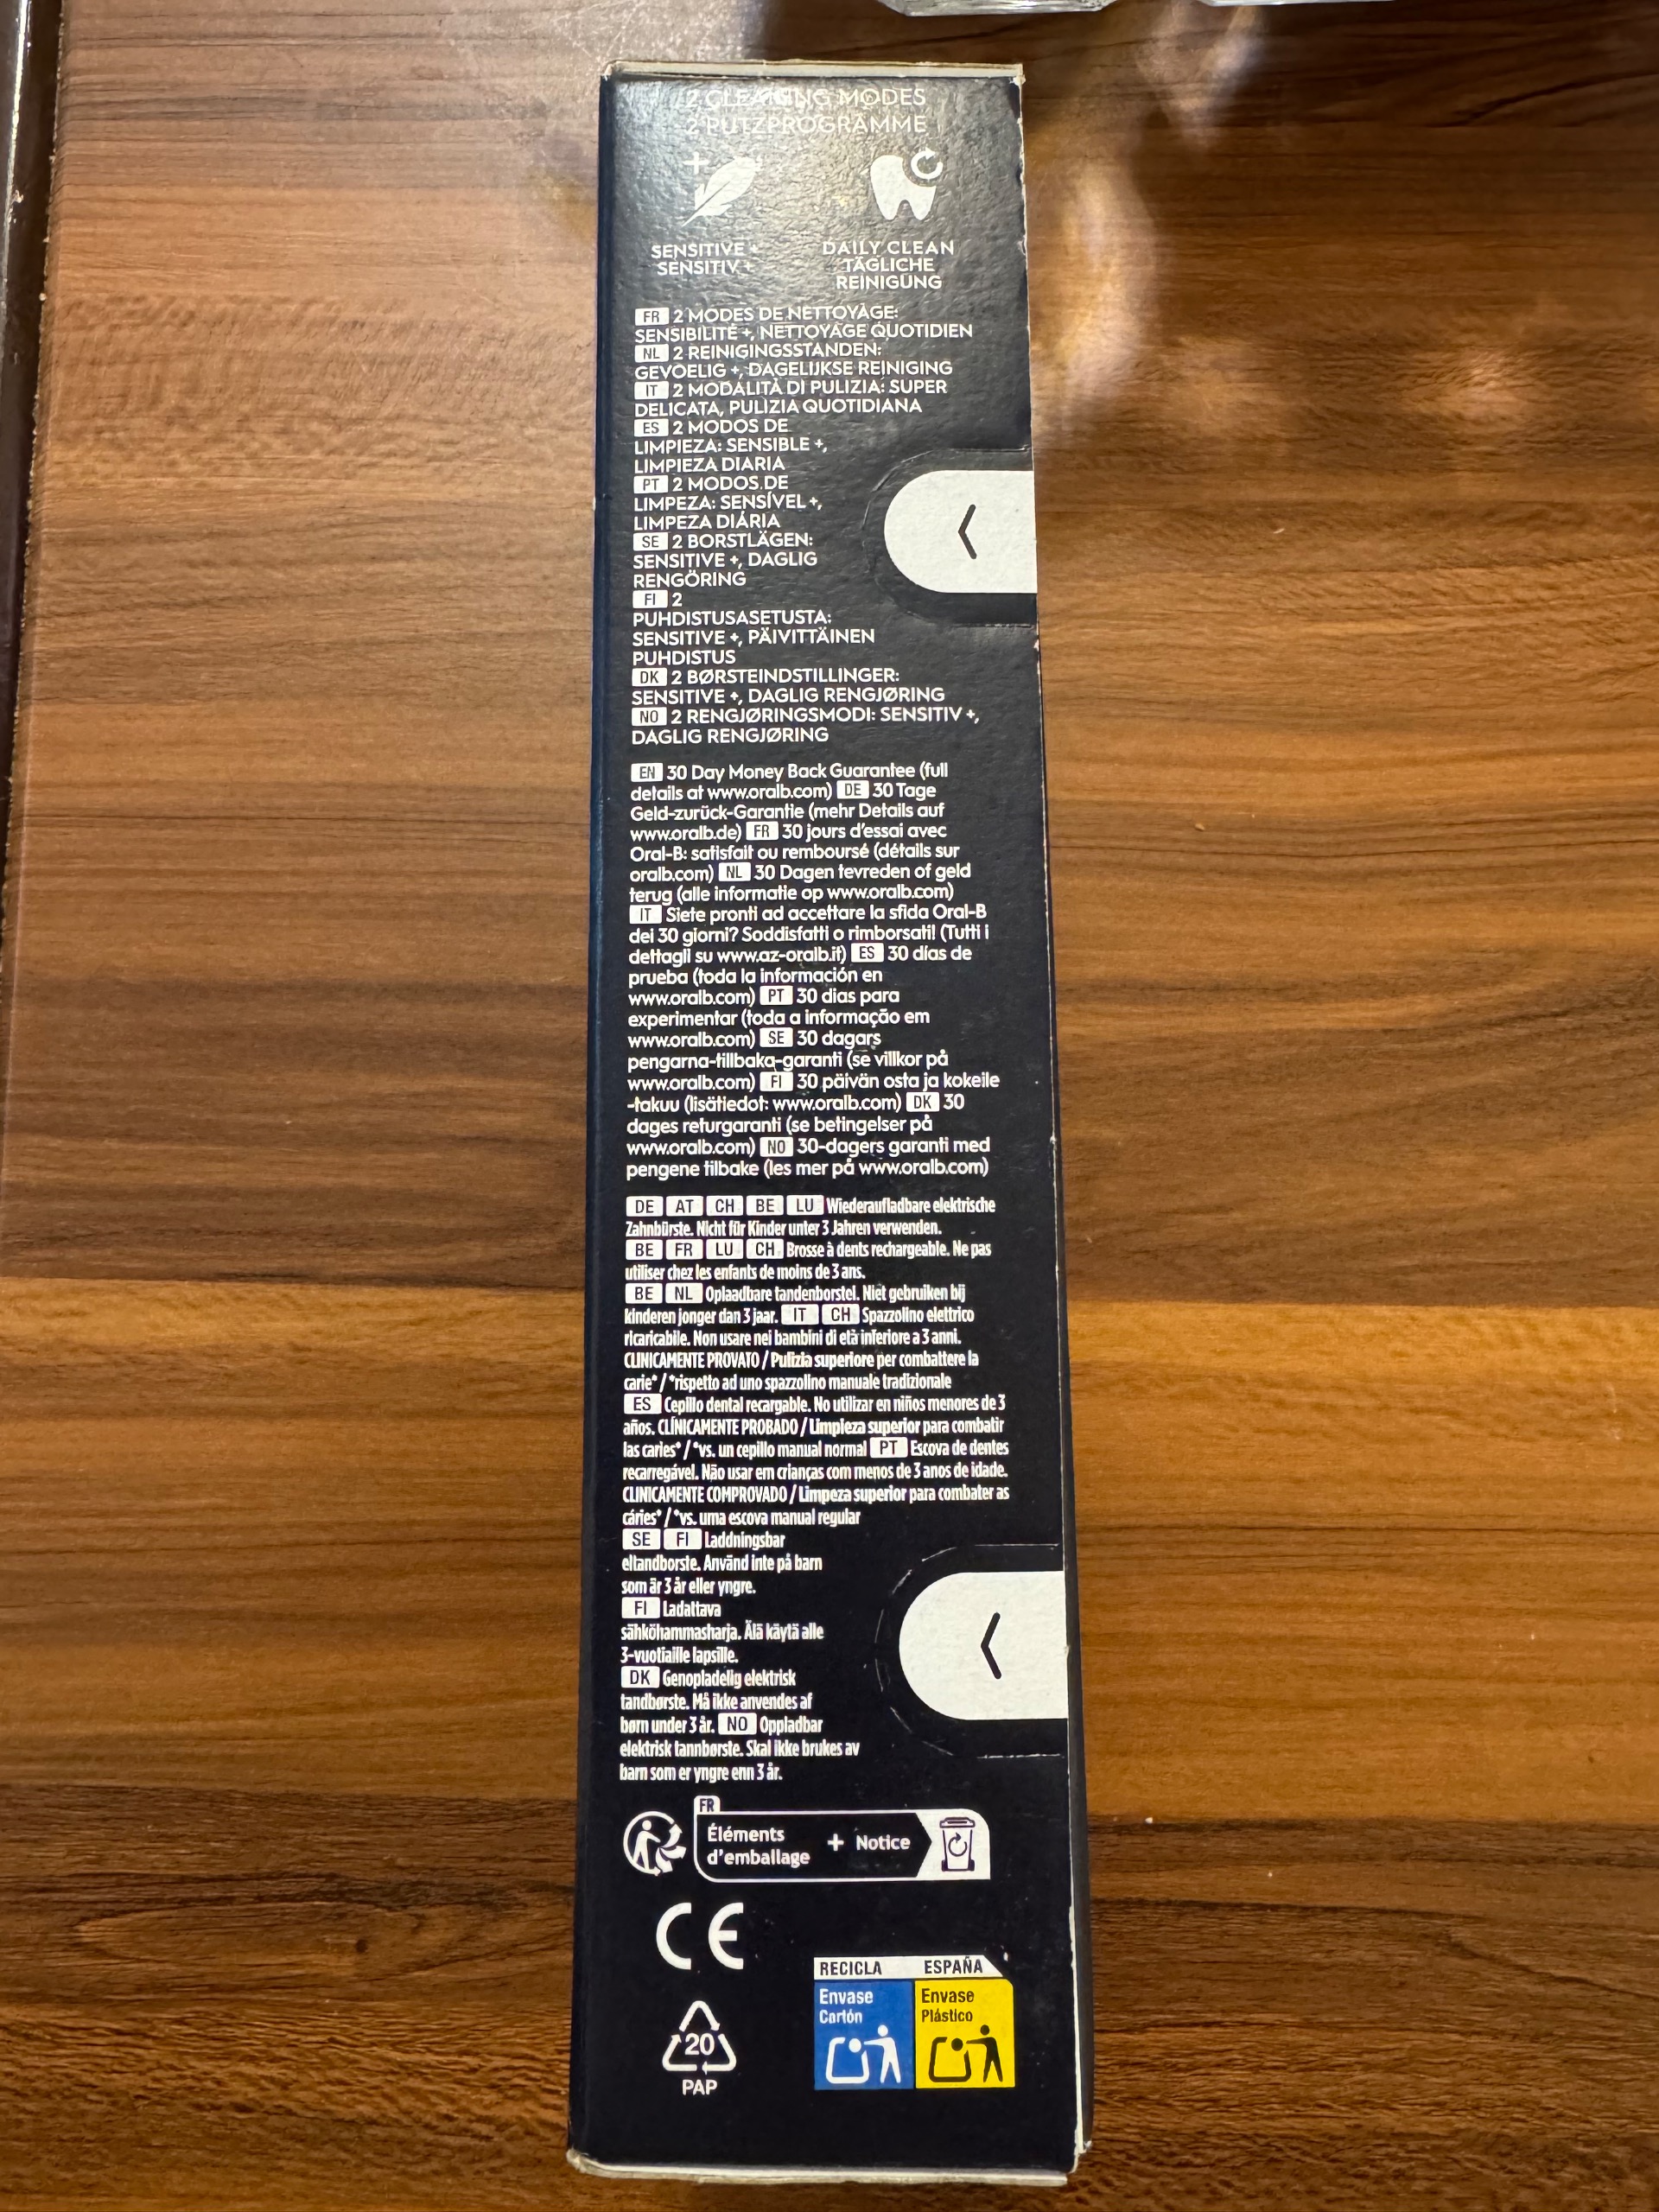 2 CLEANING MODES
2 PUTZPROGRAMME
SENSITIVE +
SENSITIV +
DAILY CLEAN
TÄGLICHE
REINIGUNG
FR 2 MODES DE NETTOYAGE:
SENSIBILITÉ +, NETTOYAGE QUOTIDIEN
NL 2 REINIGINGSSTANDEN:
GEVOELIG +, DAGELIJKSE REINIGING
IT 2 MODALITÀ DI PULIZIA: SUPER
DELICATA, PULIZIA QUOTIDIANA
ES 2 MODOS DE
LIMPIEZA: SENSIBLE +,
LIMPIEZA DIARIA
PT 2 MODOS DE
LIMPEZA: SENSÍVEL +,
LIMPEZA DIÁRIA
SE 2 BORSTLÄGEN:
SENSITIVE +, DAGLIG
RENGÖRING
FI 2
PUHDISTUSASETUSTA:
SENSITIVE +, PÄIVITTÄINEN
PUHDISTUS
DK 2 BØRSTEINDSTILLINGER:
SENSITIVE +, DAGLIG RENGJØRING
NO 2 RENGJØRINGSMODI: SENSITIV +,
DAGLIG RENGJØRING
EN 30 Day Money Back Guarantee (full
details at www.oralb.com) DE 30 Tage
Geld-zurück-Garantie (mehr Details auf
www.oralb.de) FR 30 jours d'essai avec
Oral-B: satisfait ou remboursé (détails sur
oralb.com) NL 30 Dagen tevreden of geld
terug (alle informatie op www.oralb.com)
IT Siete pronti ad accettare la sfida Oral-B
dei 30 giorni? Soddisfatti o rimborsati! (Tutti i
dettagli su www.az-oralb.it) ES 30 días de
prueba (toda la información en
www.oralb.com) PT 30 dias para
experimentar (toda a informação em
www.oralb.com) SE 30 dagars
pengarna-tillbaka-garanti (se villkor på
www.oralb.com) FI 30 päivän osta ja kokeile
-takuu (lisätiedot: www.oralb.com) DK 30
dages returgaranti (se betingelser på
www.oralb.com) NO 30-dagers garanti med
pengene tilbake (les mer på www.oralb.com)
DE AT CH BE LU Wiederaufladbare elektrische
Zahnbürste. Nicht für Kinder unter 3 Jahren verwenden.
BE FR LU CH Brosse à dents rechargeable. Ne pas
utiliser chez les enfants de moins de 3 ans.
BE NL Oplaadbare tandenborstel. Niet gebruiken bij
kinderen jonger dan 3 jaar. IT CH Spazzolino elettrico
ricaricabile. Non usare nei bambini di età inferiore a 3 anni.
CLINICAMENTE PROVATO / Pulizia superiore per combattere la
carie* / *rispetto ad uno spazzolino manuale tradizionale
ES Cepillo dental recargable. No utilizar en niños menores de 3
años. CLÍNICAMENTE PROBADO / Limpieza superior para combatir
las caries* / *vs. un cepillo manual normal PT Escova de dentes
recarregável. Não usar em crianças com menos de 3 anos de idade.
CLINICAMENTE COMPROVADO / Limpeza superior para combater as
cáries* / *vs. uma escova manual regular
SE FI Laddningsbar
eltandborste. Använd inte på barn
som är 3 år eller yngre.
FI Ladattava
sähköhammasharja. Älä käytä alle
3-vuotiaille lapsille.
DK Genopladelig elektrisk
tandbørste. Må ikke anvendes af
børn under 3 år. NO Oppladbar
elektrisk tannbørste. Skal ikke brukes av
barn som er yngre enn 3 år.
FR
Éléments
d'emballage + Notice
CE
RECICLA ESPAÑA
Envase
Cartón
Envase
Plástico
20
PAP